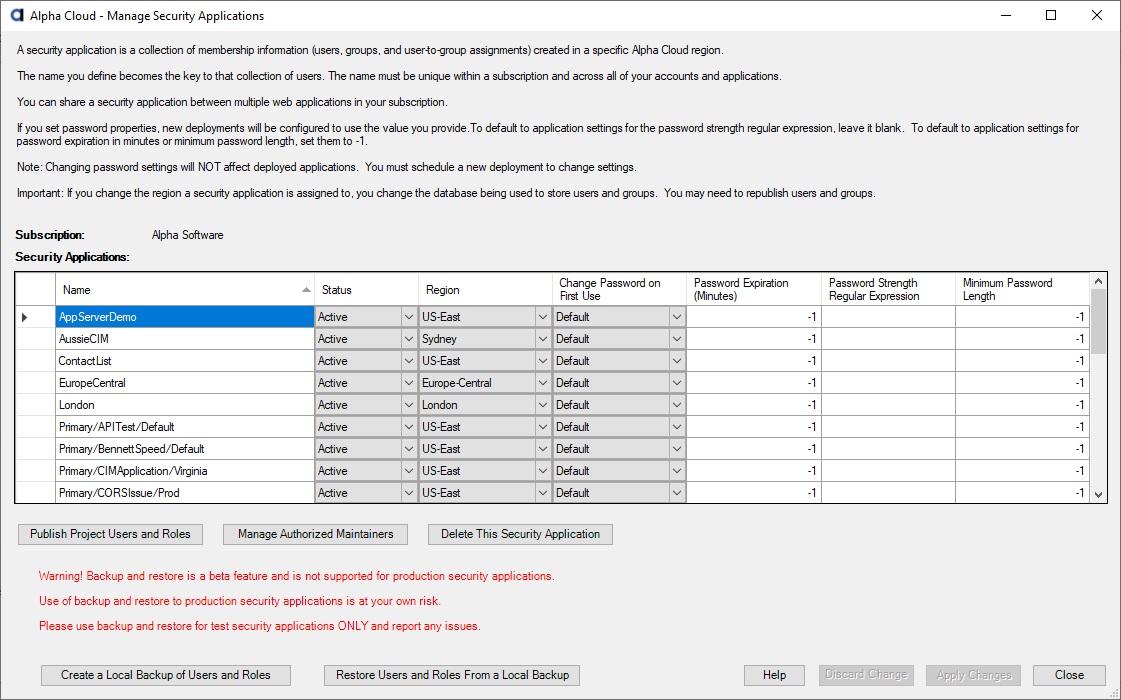 Alpha Cloud - Manage Security Applications
A security application is a collection of membership information (users, groups, and user-to-group assignments) created in a specific Alpha Cloud region.
The name you define becomes the key to that collection of users. The name must be unique within a subscription and across all of your accounts and applications.
You can share a security application between multiple web applications in your subscription.
If you set password properties, new deployments will be configured to use the value you provide.To default to application settings for the password strength regular expression, leave it blank.  To default to application settings for
password expiration in minutes or minimum password length, set them to -1.
Note: Changing password settings will NOT affect deployed applications.  You must schedule a new deployment to change settings.
Important: If you change the region a security application is assigned to, you change the database being used to store users and groups.  You may need to republish users and groups.
Subscription: Alpha Software
Security Applications:
Name Status Region Change Password on First Use Password Expiration (Minutes) Password Strength Regular Expression Minimum Password Length
AppServerDemo Active US-East Default -1 -1
AussieCIM Active Sydney Default -1 -1
ContactList Active US-East Default -1 -1
EuropeCentral Active Europe-Central Default -1 -1
London Active London Default -1 -1
Primary/APITest/Default Active US-East Default -1 -1
Primary/BennettSpeed/Default Active US-East Default -1 -1
Primary/CIMApplication/Virginia Active US-East Default -1 -1
Primary/CORSIssue/Prod Active US-East Default -1 -1
Publish Project Users and Roles Manage Authorized Maintainers Delete This Security Application
Warning! Backup and restore is a beta feature and is not supported for production security applications.
Use of backup and restore to production security applications is at your own risk.
Please use backup and restore for test security applications ONLY and report any issues.
Create a Local Backup of Users and Roles Restore Users and Roles From a Local Backup Help Discard Change Apply Changes Close